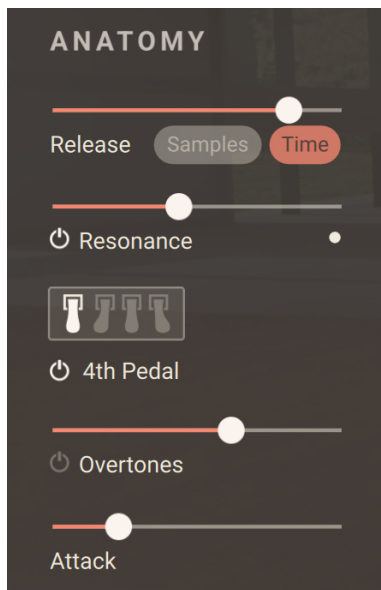 ANATOMY
Release Samples Time
Resonance
4th Pedal
Overtones
Attack